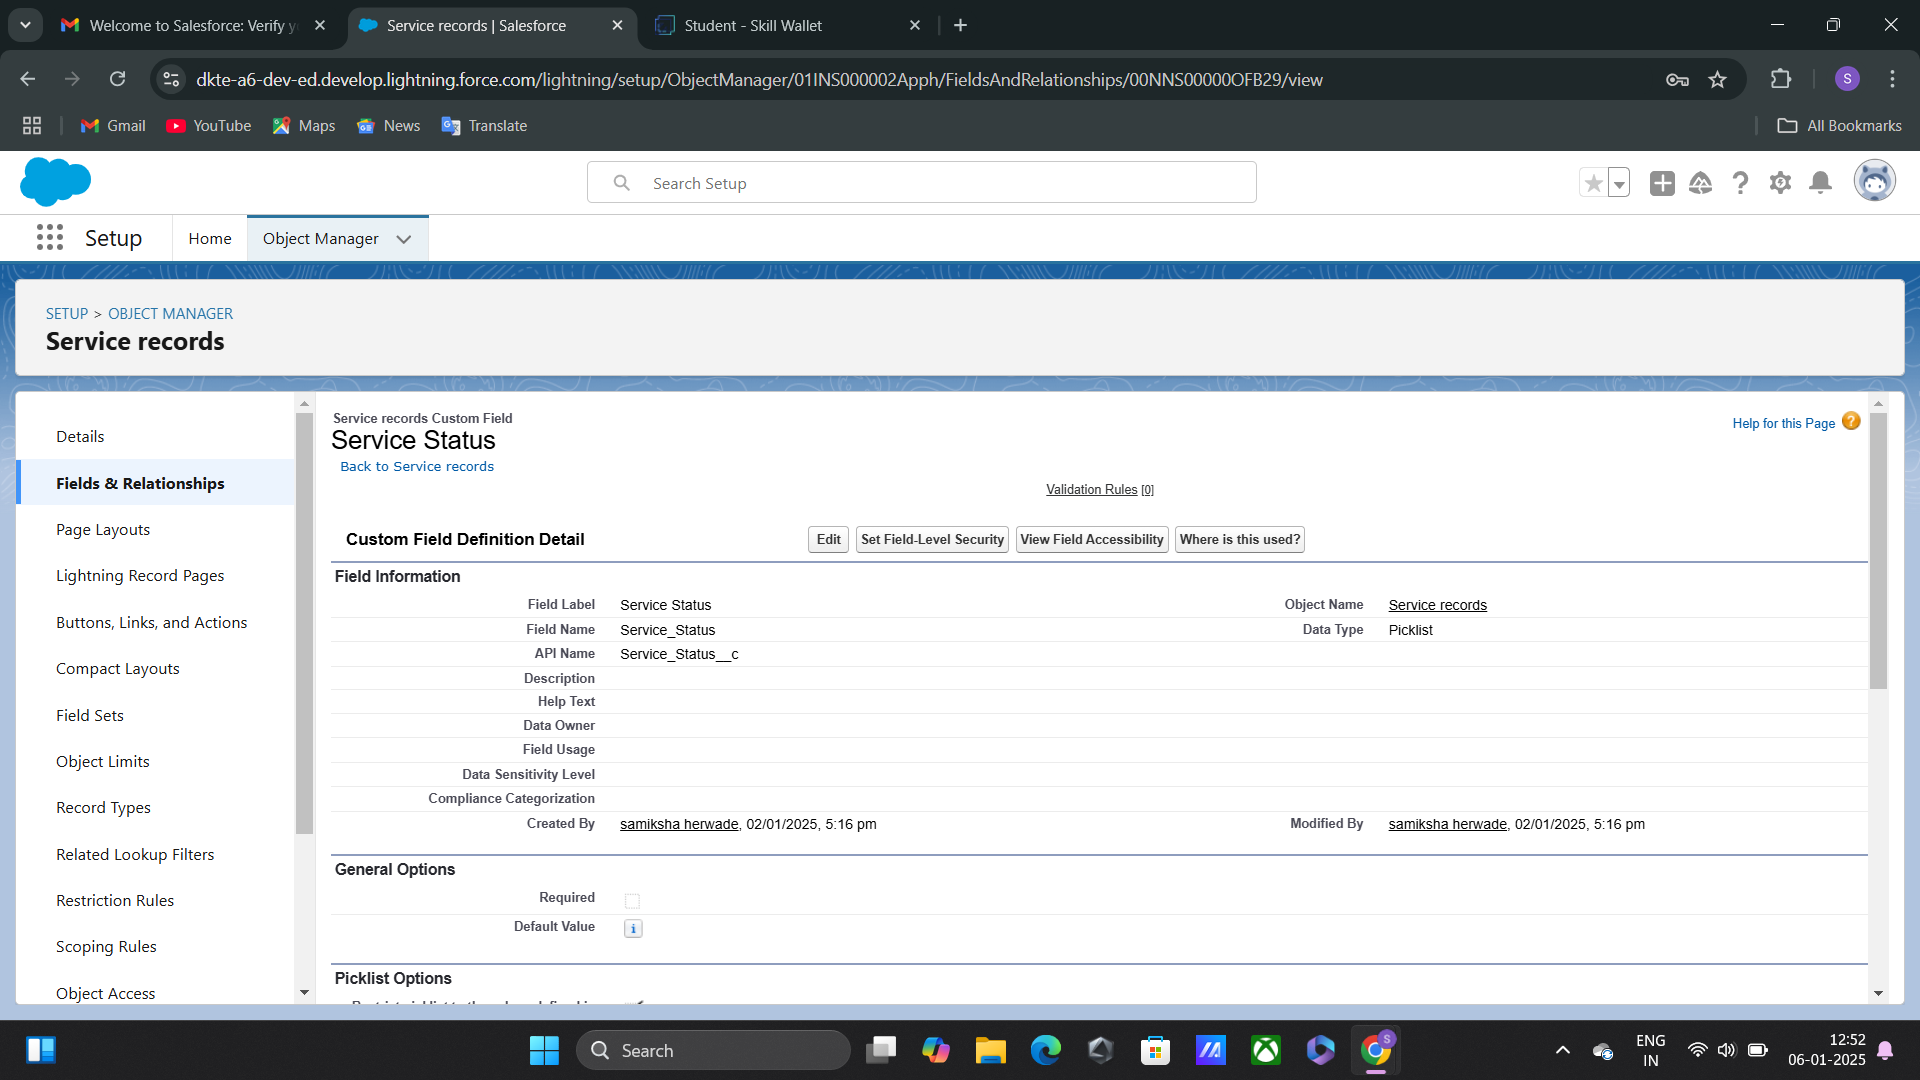 Welcome to Salesforce: Verify y
Service records | Salesforce
Student - Skill Wallet
dkte-a6-dev-ed.develop.lightning.force.com/lightning/setup/ObjectManager/01INS000002Apph/FieldsAndRelationships/00NNS00000OFB29/view
S
Gmail
YouTube
Maps
News
Translate
All Bookmarks
Search Setup
Setup
Home
Object Manager
SETUP > OBJECT MANAGER
Service records
Details
Fields & Relationships
Page Layouts
Lightning Record Pages
Buttons, Links, and Actions
Compact Layouts
Field Sets
Object Limits
Record Types
Related Lookup Filters
Restriction Rules
Scoping Rules
Object Access
Service records Custom Field
Service Status
Back to Service records
Help for this Page
Validation Rules [0]
Custom Field Definition Detail
Edit
Set Field-Level Security
View Field Accessibility
Where is this used?
Field Information
Field Label Service Status
Object Name Service records
Field Name Service_Status
Data Type Picklist
API Name Service_Status__c
Description
Help Text
Data Owner
Field Usage
Data Sensitivity Level
Compliance Categorization
Created By samiksha herwade, 02/01/2025, 5:16 pm
Modified By samiksha herwade, 02/01/2025, 5:16 pm
General Options
Required
Default Value
Picklist Options
Search
ENG
IN
12:52
06-01-2025